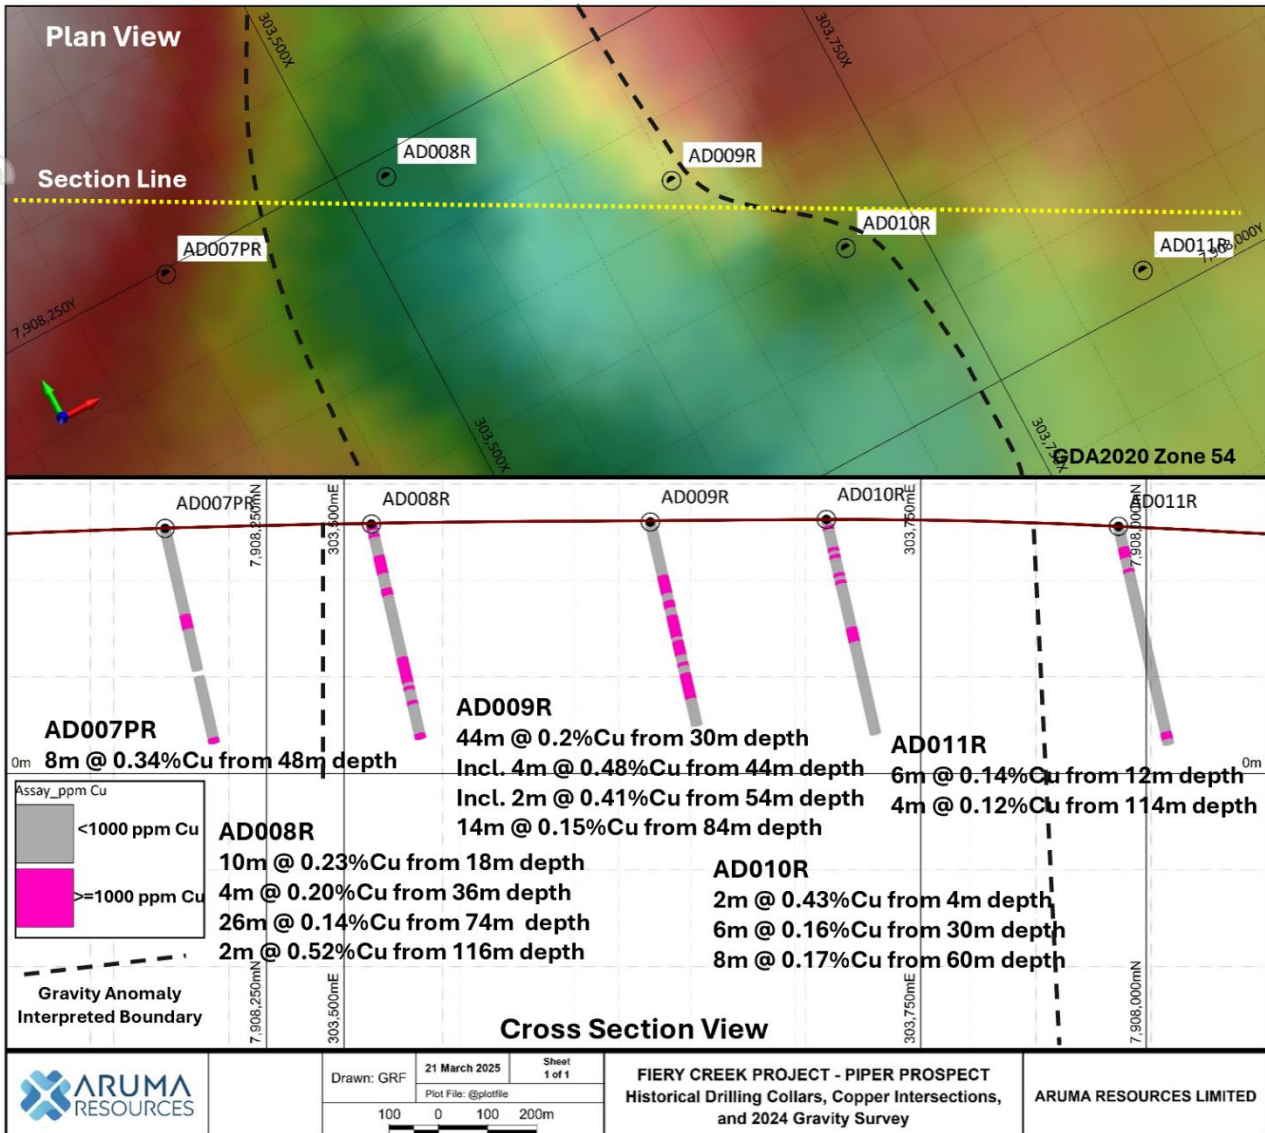 Plan View
303,500X
303,750X
AD008R
AD009R
Section Line
AD010R
AD007PR
AD011R
7,908,000Y
7,908,250Y
303,500X
303,750X
GDA2020 Zone 54
AD007PR
7,908,250mN
303,500mE
AD008R
AD009R
AD010R
303,750mE
7,908,000mN
AD011R
AD007PR
8m @ 0.34%Cu from 48m depth
0m
AD009R
44m @ 0.2%Cu from 30m depth
Incl. 4m @ 0.48%Cu from 44m depth
Incl. 2m @ 0.41%Cu from 54m depth
14m @ 0.15%Cu from 84m depth
AD011R
6m @ 0.14%Cu from 12m depth
4m @ 0.12%Cu from 114m depth
0m
Assay_ppm Cu
<1000 ppm Cu
>=1000 ppm Cu
AD008R
10m @ 0.23%Cu from 18m depth
4m @ 0.20%Cu from 36m depth
26m @ 0.14%Cu from 74m depth
2m @ 0.52%Cu from 116m depth
AD010R
2m @ 0.43%Cu from 4m depth
6m @ 0.16%Cu from 30m depth
8m @ 0.17%Cu from 60m depth
Gravity Anomaly
Interpreted Boundary
7,908,250mN
303,500mE
303,750mE
7,908,000mN
Cross Section View
ARUMA
RESOURCES
Drawn: GRF
21 March 2025
Sheet
1 of 1
Plot File: @plotfile
100 0 100 200m
FIERY CREEK PROJECT - PIPER PROSPECT
Historical Drilling Collars, Copper Intersections,
and 2024 Gravity Survey
ARUMA RESOURCES LIMITED